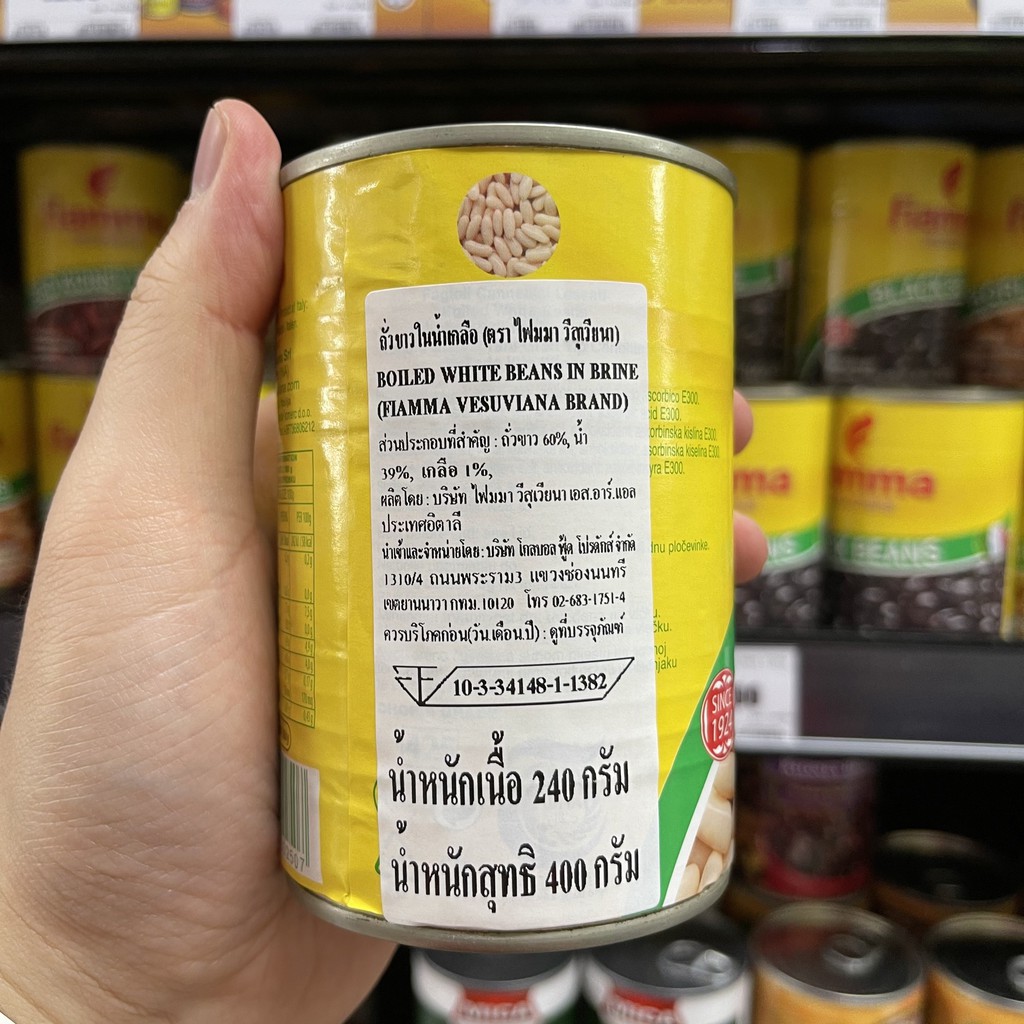 ถั่วขาวในน้ำเกลือ (ตรา ไฟมมา วีสุเวียนา)
BOILED WHITE BEANS IN BRINE
(FIAMMA VESUVIANA BRAND)
ส่วนประกอบที่สำคัญ : ถั่วขาว 60%, น้ำ
39%, เกลือ 1%,
ผลิตโดย : บริษัท ไฟมมา วีสุเวียนา เอส.อาร์.แอล
ประเทศอิตาลี
นำเข้าและจำหน่ายโดย : บริษัท โกลบอล ฟู้ด โปรดักส์ จำกัด
1310/4 ถนนพระราม3 แขวงช่องนนทรี
เขตยานนาวา กทม.10120 โทร 02-683-1751-4
ควรบริโภคก่อน(วัน.เดือน.ปี) : ดูที่บรรจุภัณฑ์
10-3-34148-1-1382
น้ำหนักเนื้อ 240 กรัม
น้ำหนักสุทธิ 400 กรัม
E300.
E300.
kislina E300.
kiselina E300.
E300.
pločevinke.
SINCE
1924
Fiamma
BEANS